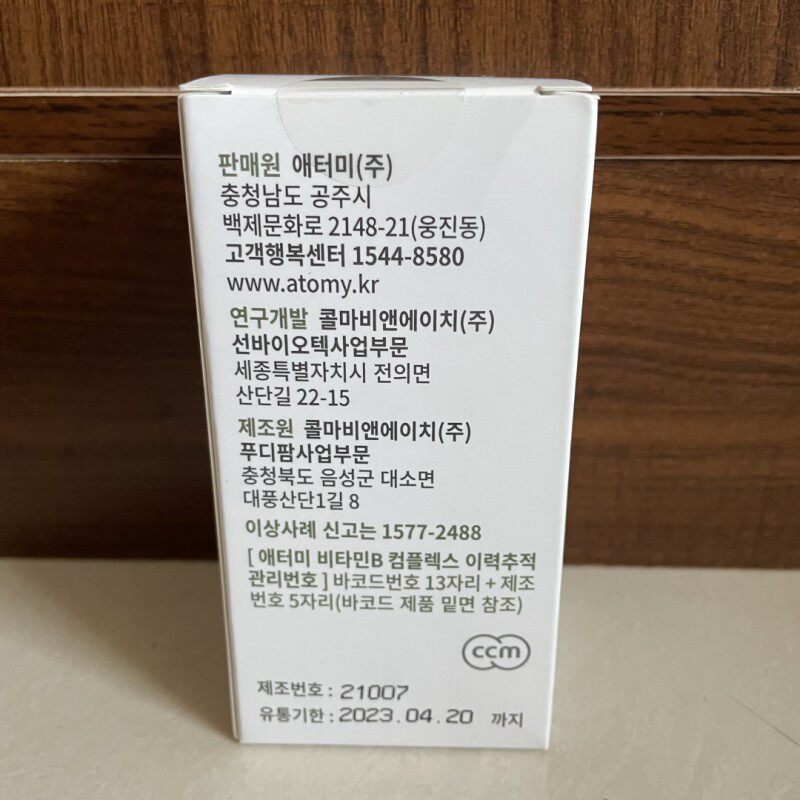 판매원 애터미(주)
충청남도 공주시
백제문화로 2148-21(웅진동)
고객행복센터 1544-8580
www.atomy.kr
연구개발 콜마비앤에이치(주)
선바이오텍사업부문
세종특별자치시 전의면
산단길 22-15
제조원 콜마비앤에이치(주)
푸디팜사업부문
충청북도 음성군 대소면
대풍산단1길 8
이상사례 신고는 1577-2488
[ 애터미 비타민B 컴플렉스 이력추적
관리번호 ] 바코드번호 13자리 + 제조
번호 5자리(바코드 제품 밑면 참조)
ccm
제조번호 : 21007
유통기한 : 2023.04.20 까지